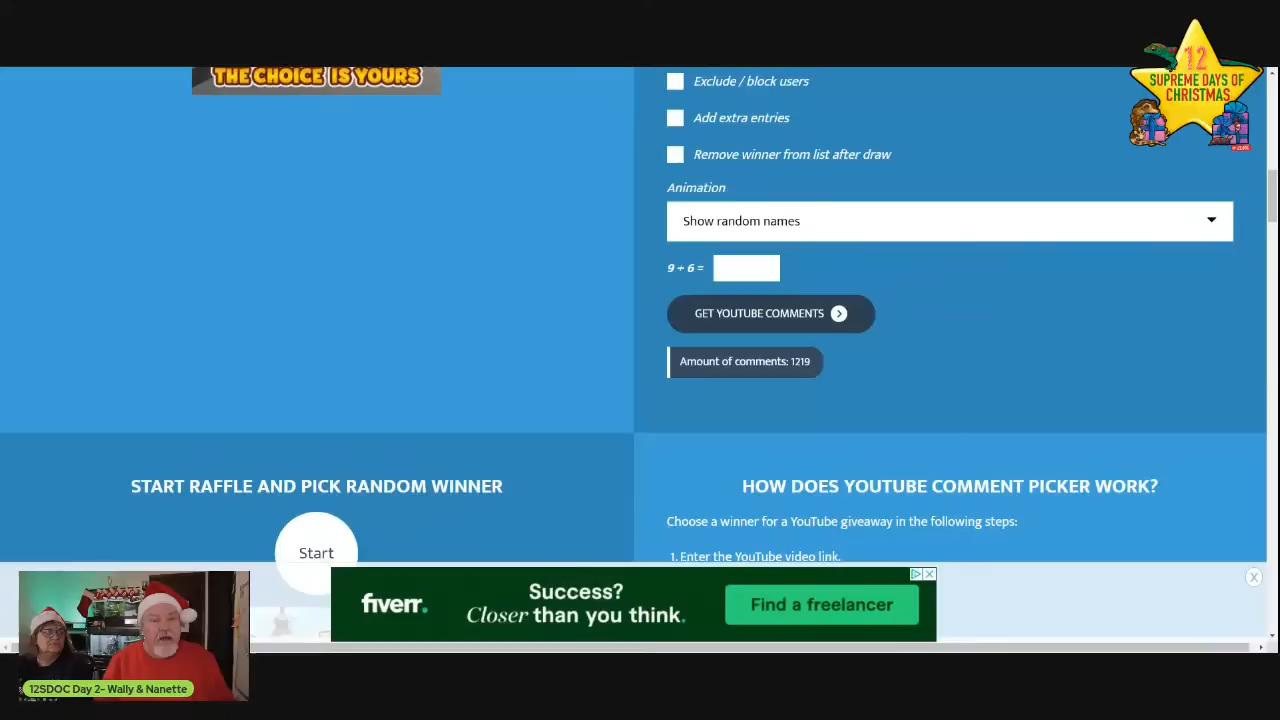 THE CHOICE IS YOURS
Exclude / block users
Add extra entries
Remove winner from list after draw
Animation
Show random names
9 + 6 =
GET YOUTUBE COMMENTS
Amount of comments: 1219
12
SUPREME DAYS OF
CHRISTMAS
START RAFFLE AND PICK RANDOM WINNER
Start
HOW DOES YOUTUBE COMMENT PICKER WORK?
Choose a winner for a YouTube giveaway in the following steps:
1. Enter the YouTube video link.
fiverr.
Success?
Closer than you think.
Find a freelancer
X
12SDOC Day 2- Wally & Nanette